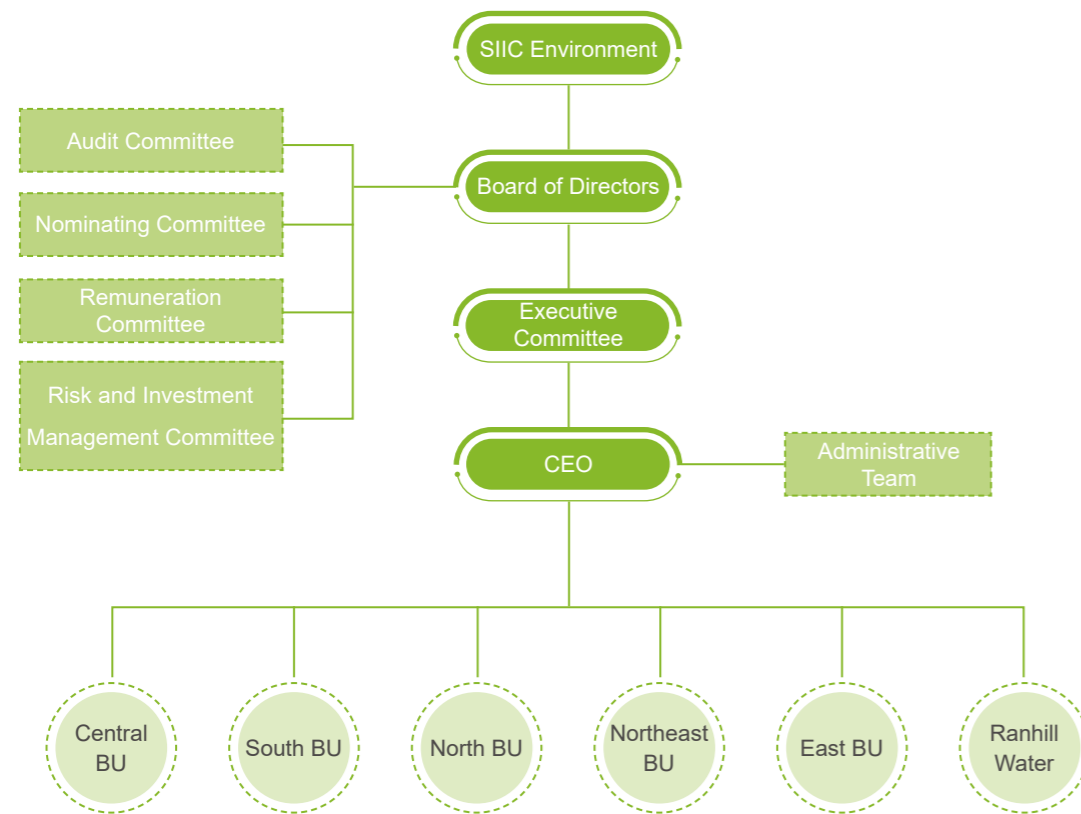 SIIC Environment
Audit Committee
Board of Directors
Nominating Committee
Remuneration
Committee
Executive
Committee
Risk and Investment
Management Committee
CEO
Administrative
Team
Central
BU
South BU
North BU
Northeast
BU
East BU
Ranhill
Water